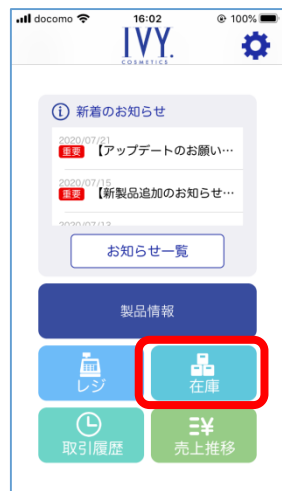 docomo 16:02 100%
IVY.
COSMETICS
新着のお知らせ
2020/07/21
重要 【アップデートのお願い…
2020/07/15
重要 【新製品追加のお知らせ…
2020/07/13
お知らせ一覧
製品情報
レジ
在庫
取引履歴
¥
売上推移